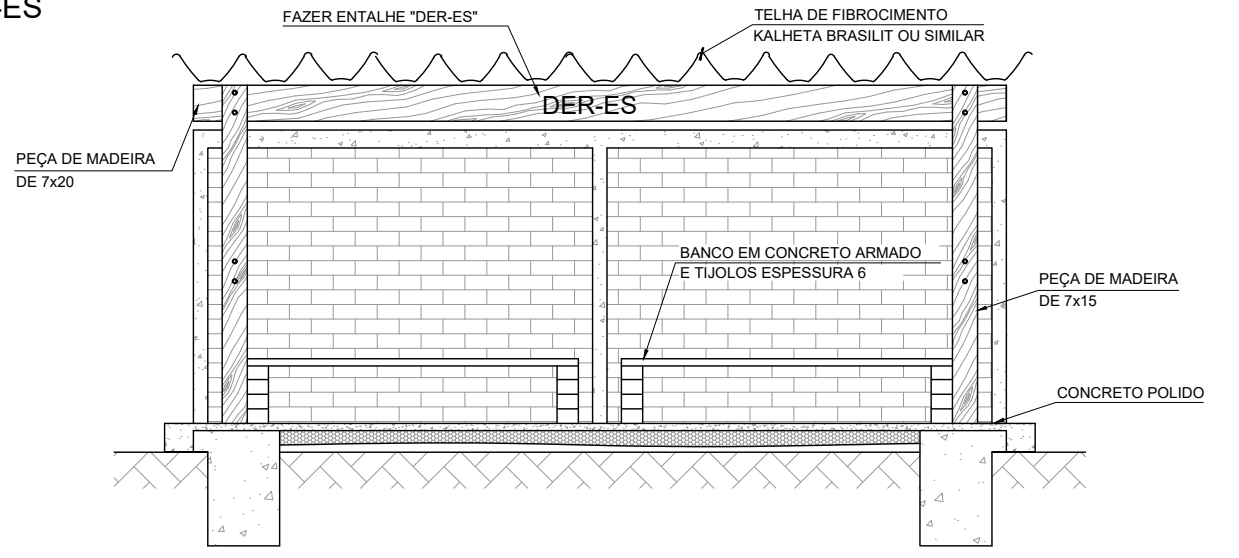 -ES
FAZER ENTALHE "DER-ES"
TELHA DE FIBROCIMENTO
KALHETA BRASILIT OU SIMILAR
DER-ES
PEÇA DE MADEIRA
DE 7x20
BANCO EM CONCRETO ARMADO
E TIJOLOS ESPESSURA 6
PEÇA DE MADEIRA
DE 7x15
CONCRETO POLIDO